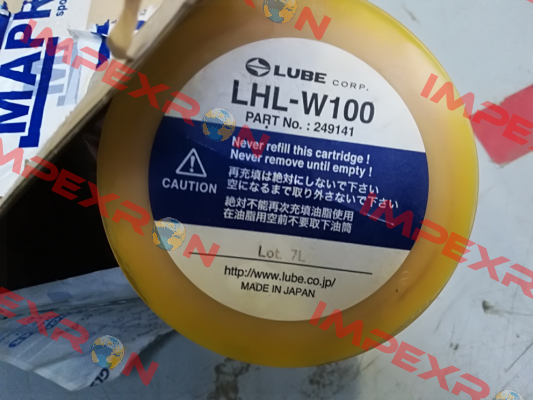 MAPR
spo
LUBE CORP.
LHL-W100
PART No. : 249141
Never refill this cartridge !
Never remove until empty !
CAUTION
再充填は絶対にしないで下さい
空になるまで取り外さないで下さい
絶対不能再次充填油脂使用
在油脂用空前不要取下油筒
Lot. 7L
http://www.lube.co.jp/
MADE IN JAPAN
IMPEXRON
IMPEXRON
IMPEXRON
IMPEXRON
IMPEXRON
IMPEXRON